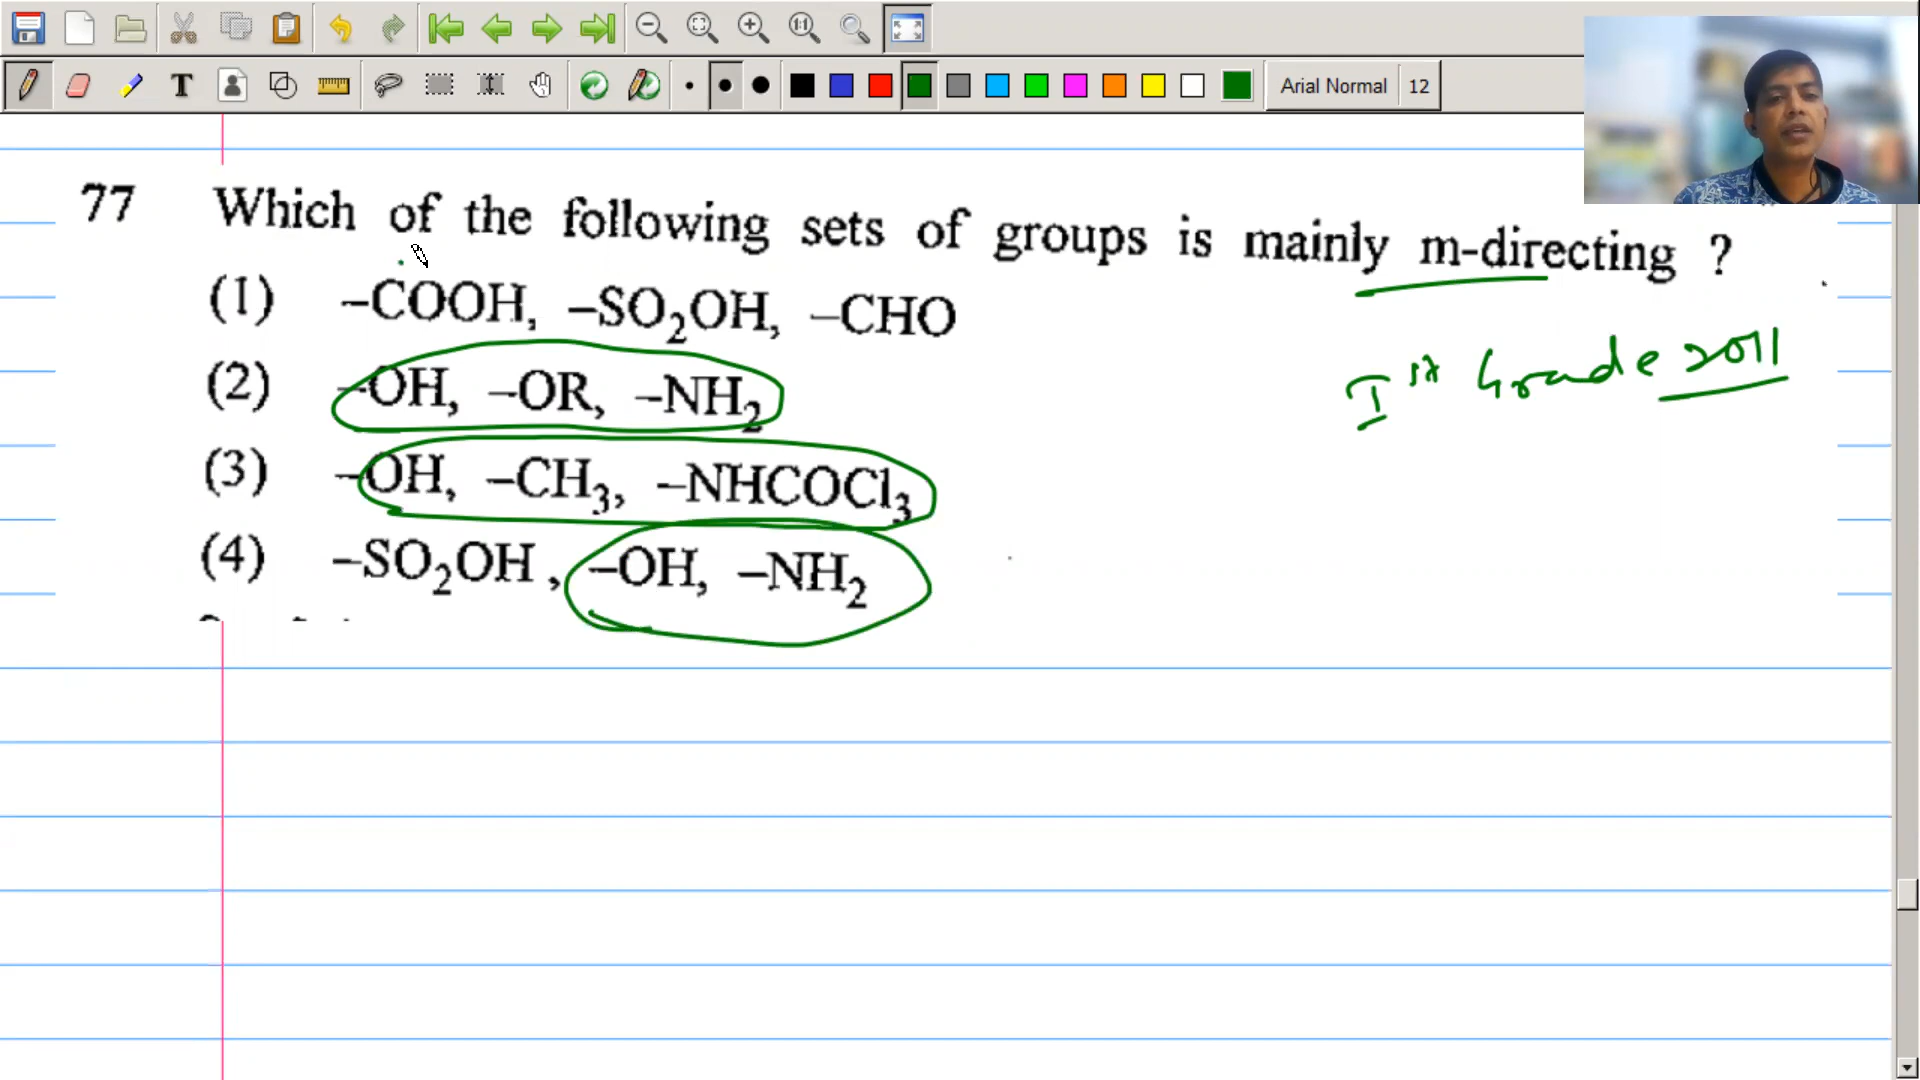 Arial Normal 12
77 Which of the following sets of groups is mainly m-directing ?
(1) –COOH, –SO₂OH, –CHO
(2) –OH, –OR, –NH₂
(3) –OH, –CH₃, –NHCOCl₃
(4) –SO₂OH , –OH, –NH₂
Iˢᵗ Grade 2011